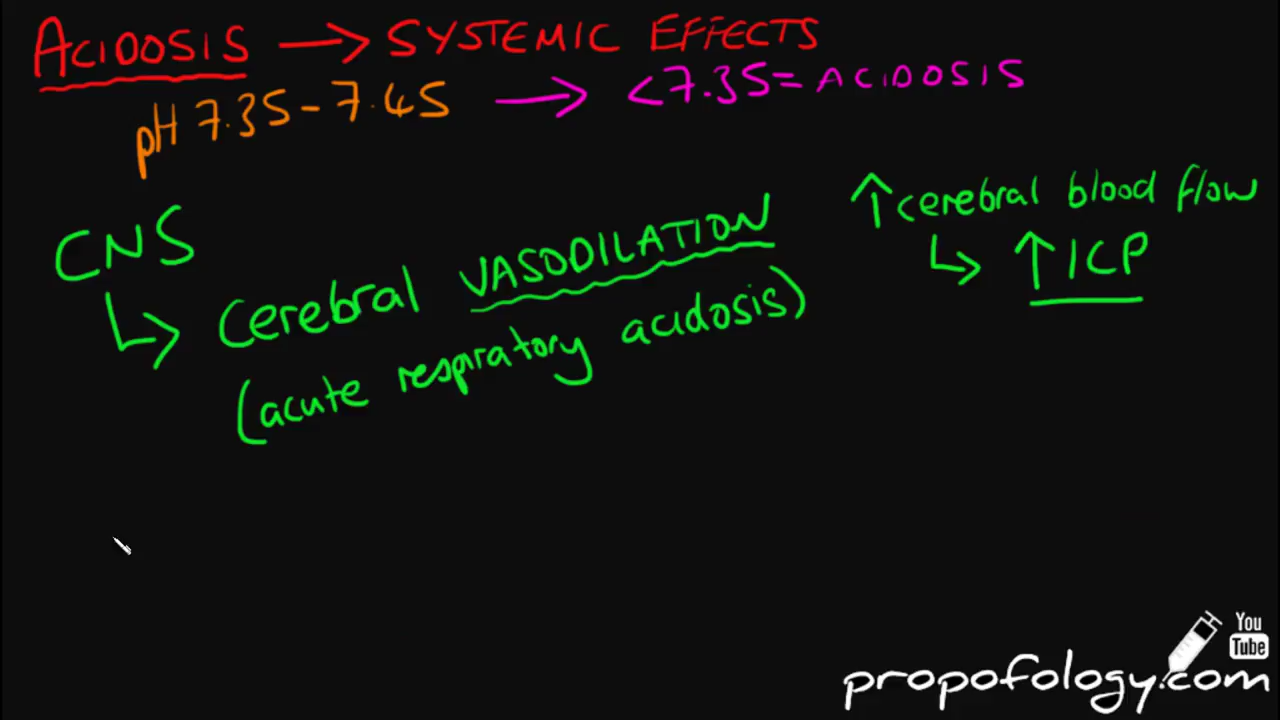 ACIDOSIS → SYSTEMIC EFFECTS
pH 7.35-7.45 → <7.35= ACIDOSIS
↑cerebral blood flow
↳ ↑ICP
CNS
↳ Cerebral VASODILATION
(acute respiratory acidosis)
You
Tube
propofology.com